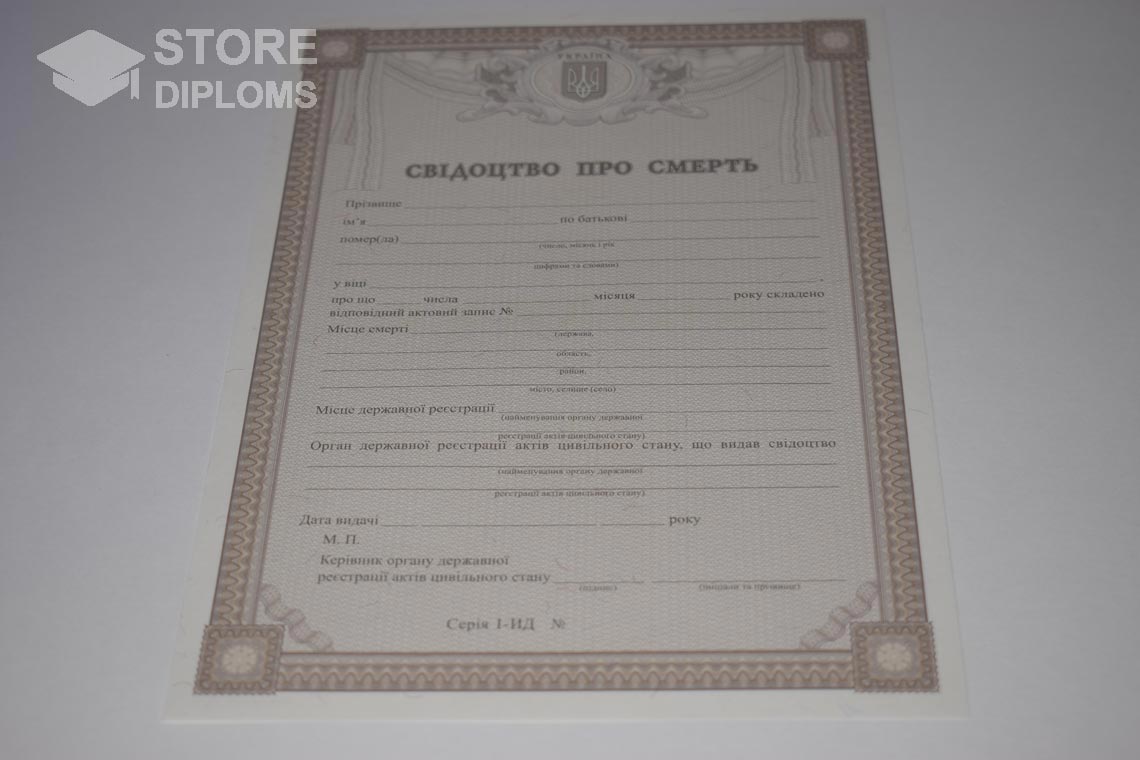 STORE
DIPLOMS
УКРАЇНА
СВІДОЦТВО ПРО СМЕРТЬ
Прізвище
ім'я по батькові
помер(ла)
(число, місяць і рік
цифрами та словами)
у віці .
про що числа місяця року складено
відповідний актовий запис №
Місце смерті
(держава,
область,
район,
місто, селище (село)
Місце державної реєстрації
(найменування органу державної
реєстрації актів цивільного стану)
Орган державної реєстрації актів цивільного стану, що видав свідоцтво
(найменування органу державної
реєстрації актів цивільного стану)
Дата видачі року
М. П.
Керівник органу державної
реєстрації актів цивільного стану
(підпис) (ініціали та прізвище)
Серія І-ИД №